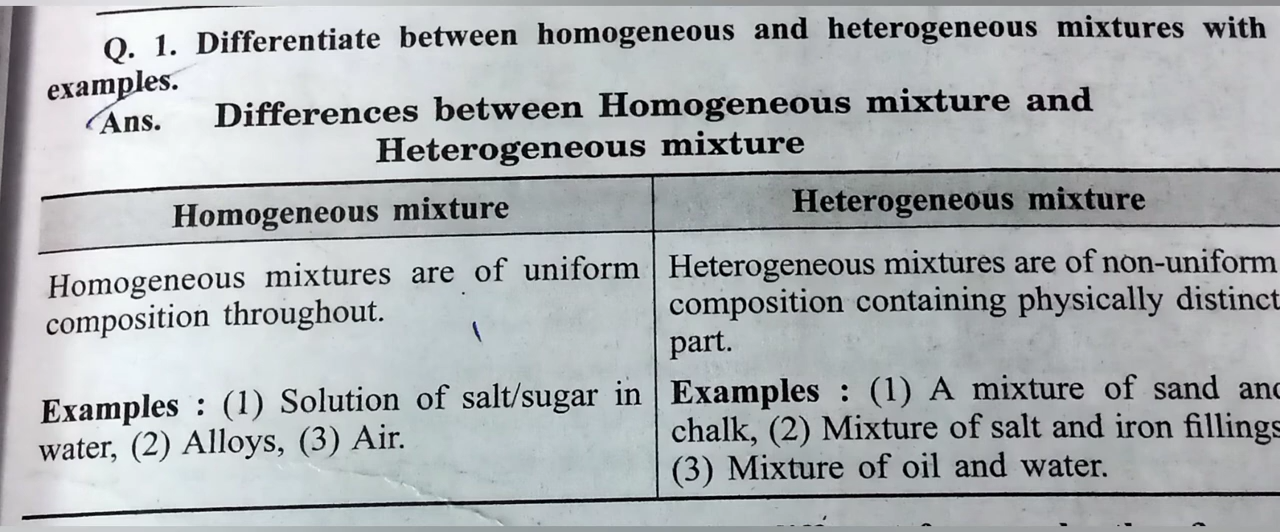 Q. 1. Differentiate between homogeneous and heterogeneous mixtures with
examples.
Ans. Differences between Homogeneous mixture and
Heterogeneous mixture
Homogeneous mixture
Heterogeneous mixture
Homogeneous mixtures are of uniform
composition throughout.
Heterogeneous mixtures are of non-uniform
composition containing physically distinct
part.
Examples : (1) Solution of salt/sugar in
water, (2) Alloys, (3) Air.
Examples : (1) A mixture of sand and
chalk, (2) Mixture of salt and iron fillings
(3) Mixture of oil and water.